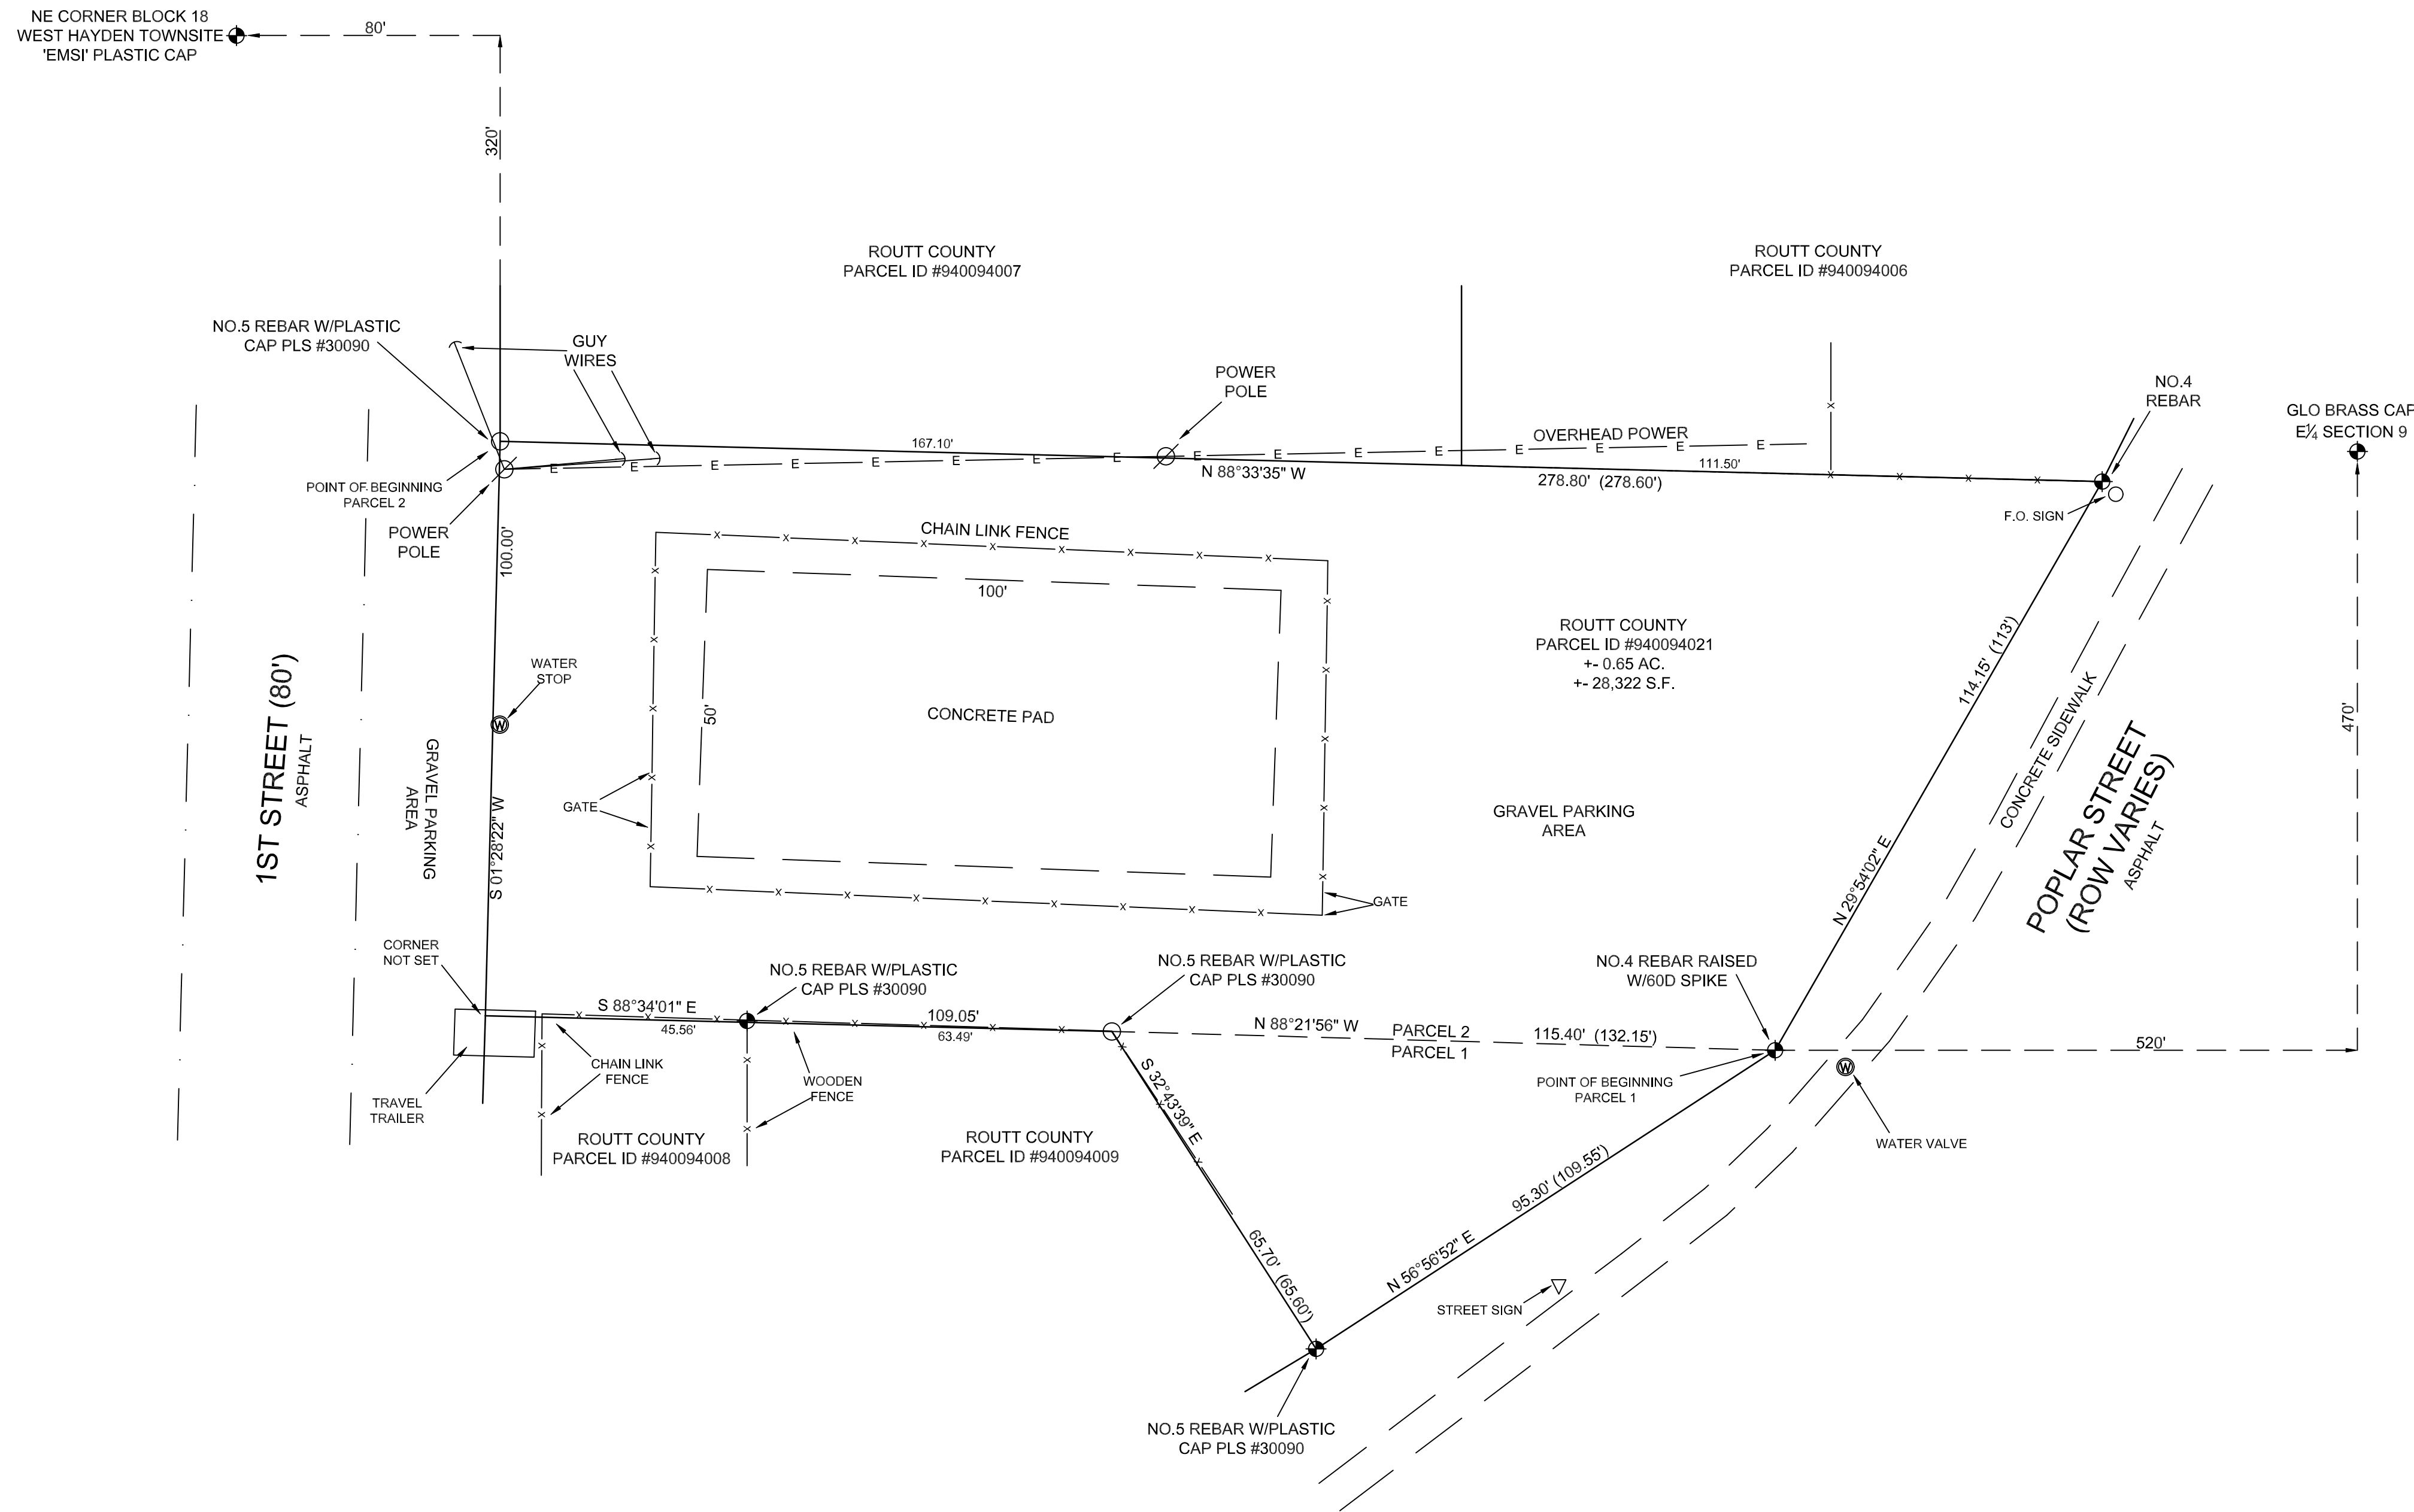 NE CORNER BLOCK 18
WEST HAYDEN TOWNSITE
'EMSI' PLASTIC CAP
80'
320'
ROUTT COUNTY
PARCEL ID #940094007
ROUTT COUNTY
PARCEL ID #940094006
NO.5 REBAR W/PLASTIC
CAP PLS #30090
GUY
WIRES
POWER
POLE
NO.4
REBAR
GLO BRASS CAP
E¼ SECTION 9
167.10'
OVERHEAD POWER
E E E E E E E E E E E E E E E E
N 88°33'35" W
111.50'
278.80' (278.60')
POINT OF BEGINNING
PARCEL 2
POWER
POLE
F.O. SIGN
100.00'
CHAIN LINK FENCE
100'
ROUTT COUNTY
PARCEL ID #940094021
+- 0.65 AC.
+- 28,322 S.F.
114.15' (113')
WATER
STOP
W
50'
CONCRETE PAD
1ST STREET (80')
ASPHALT
GRAVEL PARKING
AREA
S 01°28'22" W
GATE
GRAVEL PARKING
AREA
N 29°54'02" E
CONCRETE SIDEWALK
POPLAR STREET
(ROW VARIES)
ASPHALT
470'
GATE
CORNER
NOT SET
NO.5 REBAR W/PLASTIC
CAP PLS #30090
NO.5 REBAR W/PLASTIC
CAP PLS #30090
NO.4 REBAR RAISED
W/60D SPIKE
S 88°34'01" E
45.56'
109.05'
63.49'
N 88°21'56" W
PARCEL 2
PARCEL 1
115.40' (132.15')
520'
CHAIN LINK
FENCE
WOODEN
FENCE
TRAVEL
TRAILER
S 32°43'39" E
POINT OF BEGINNING
PARCEL 1
W
WATER VALVE
ROUTT COUNTY
PARCEL ID #940094008
ROUTT COUNTY
PARCEL ID #940094009
65.70' (65.60')
95.30' (109.55')
N 56°56'52" E
STREET SIGN
NO.5 REBAR W/PLASTIC
CAP PLS #30090